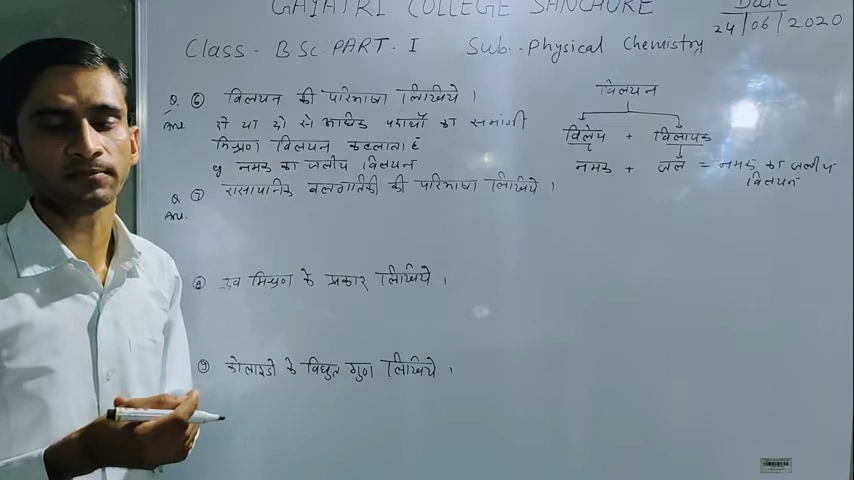 GAYATRI COLLEGE SANCHORE
Date
24/06/2020
Class - B.Sc. PART. I Sub.- Physical Chemistry
Q. ⑥ विलयन की परिभाषा लिखिये ।
Ans. दो या दो से अधिक पदार्थों का समांगी
मिश्रण विलयन कहलाता है
नमक का जलीय विलयन
विलयन
विलेय + विलायक
नमक + जल = नमक का जलीय
विलयन
Q. ⑦ रासायनिक बलगतिकी की परिभाषा लिखिये ।
Ans.
⑧ द्रव मिश्रण के प्रकार लिखिये ।
⑨ कोलाइडो के विधुत गुण लिखिये ।